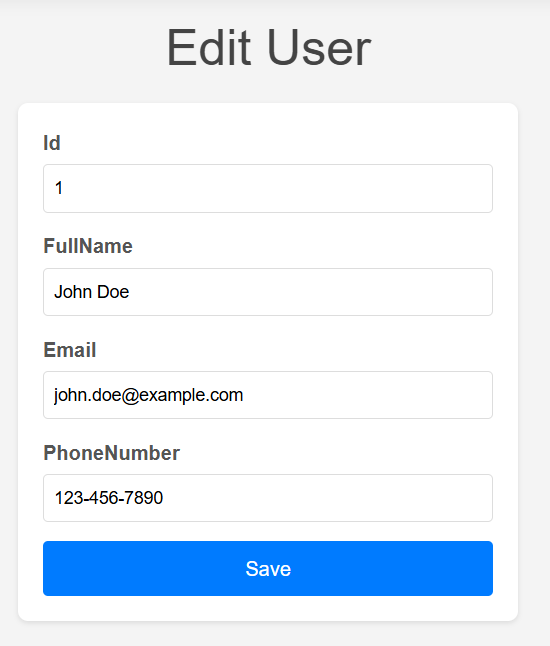 Edit User
Id
1
FullName
John Doe
Email
john.doe@example.com
PhoneNumber
123-456-7890
Save